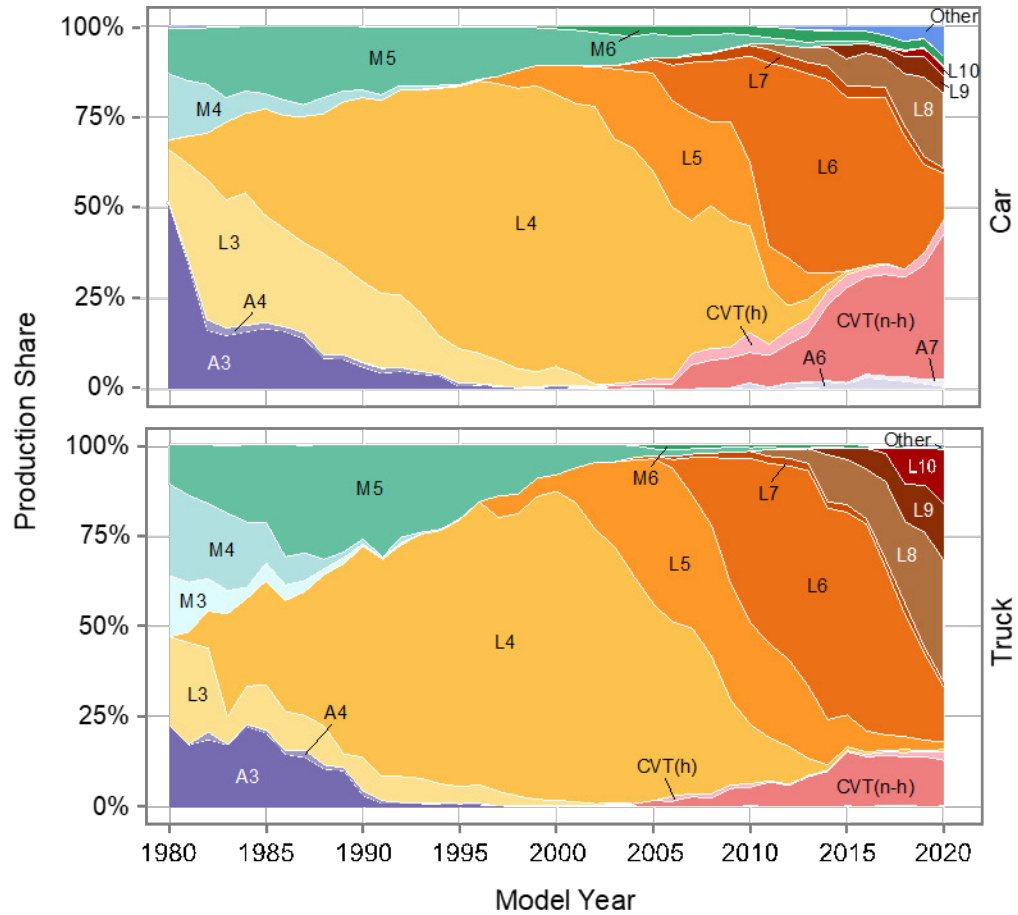 100%
75%
50%
25%
0%
Other
M5
M6
M4
L7
L10
L9
L8
L5
L6
L4
L3
A4
CVT(h)
CVT(n-h)
A7
A3
A6
Car
Production Share
100%
75%
50%
25%
0%
Other
M5
M6
L10
L7
L9
M4
L8
L5
M3
L6
L4
L3
A4
CVT(h)
A3
CVT(n-h)
Truck
1980 1985 1990 1995 2000 2005 2010 2015 2020
Model Year